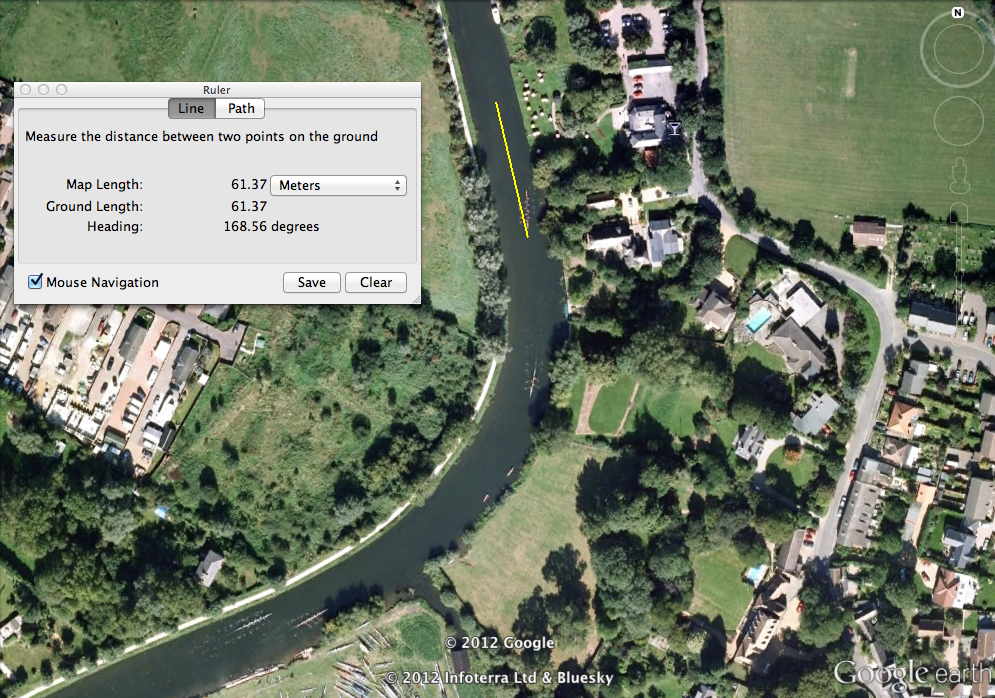 N
Ruler
Line Path
Measure the distance between two points on the ground
Map Length: 61.37 Meters
Ground Length: 61.37
Heading: 168.56 degrees
Mouse Navigation Save Clear
© 2012 Google
© 2012 Infoterra Ltd & Bluesky
Google earth